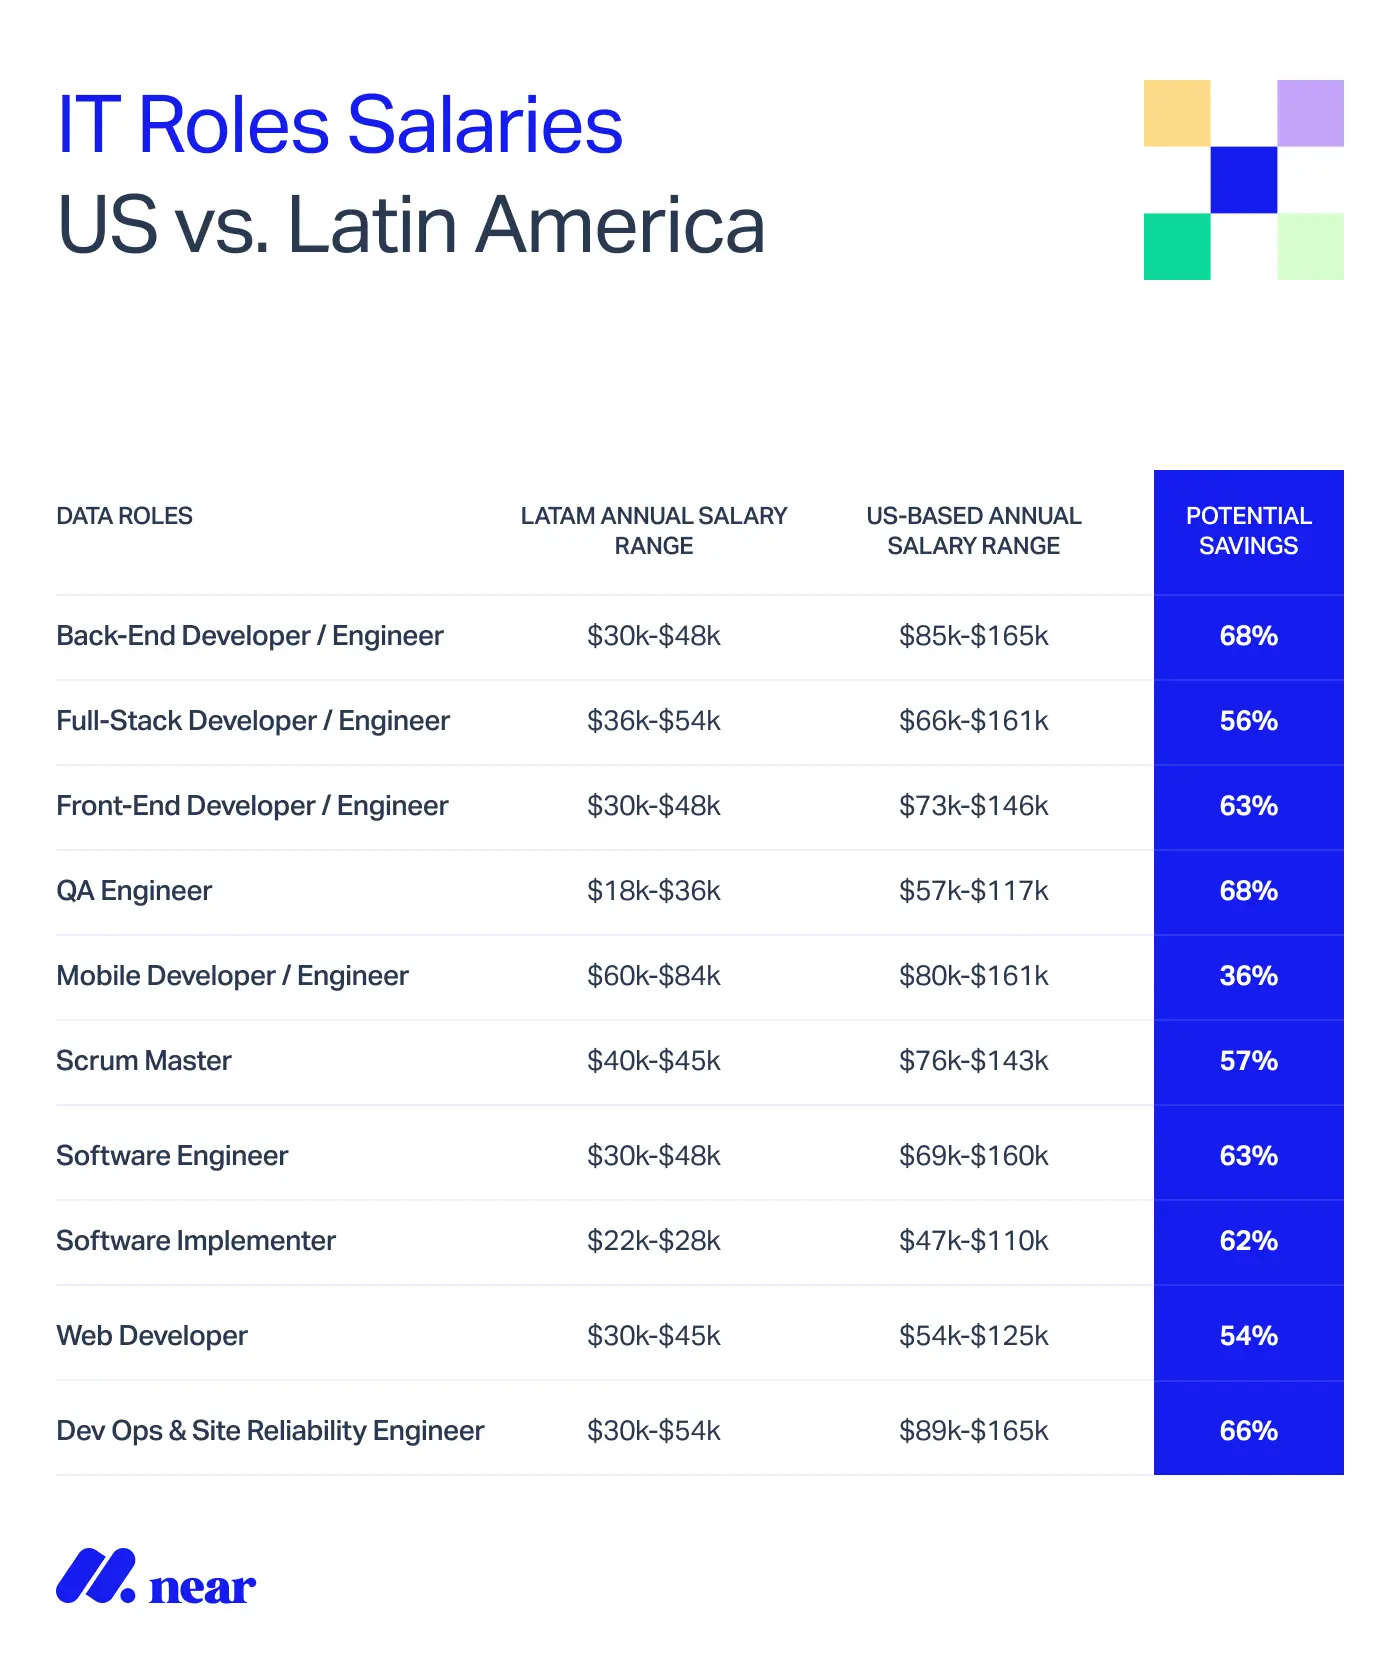 IT Roles Salaries
US vs. Latin America
DATA ROLES
LATAM ANNUAL SALARY
RANGE
US-BASED ANNUAL
SALARY RANGE
POTENTIAL
SAVINGS
Back-End Developer / Engineer $30k-$48k $85k-$165k 68%
Full-Stack Developer / Engineer $36k-$54k $66k-$161k 56%
Front-End Developer / Engineer $30k-$48k $73k-$146k 63%
QA Engineer $18k-$36k $57k-$117k 68%
Mobile Developer / Engineer $60k-$84k $80k-$161k 36%
Scrum Master $40k-$45k $76k-$143k 57%
Software Engineer $30k-$48k $69k-$160k 63%
Software Implementer $22k-$28k $47k-$110k 62%
Web Developer $30k-$45k $54k-$125k 54%
Dev Ops & Site Reliability Engineer $30k-$54k $89k-$165k 66%
near